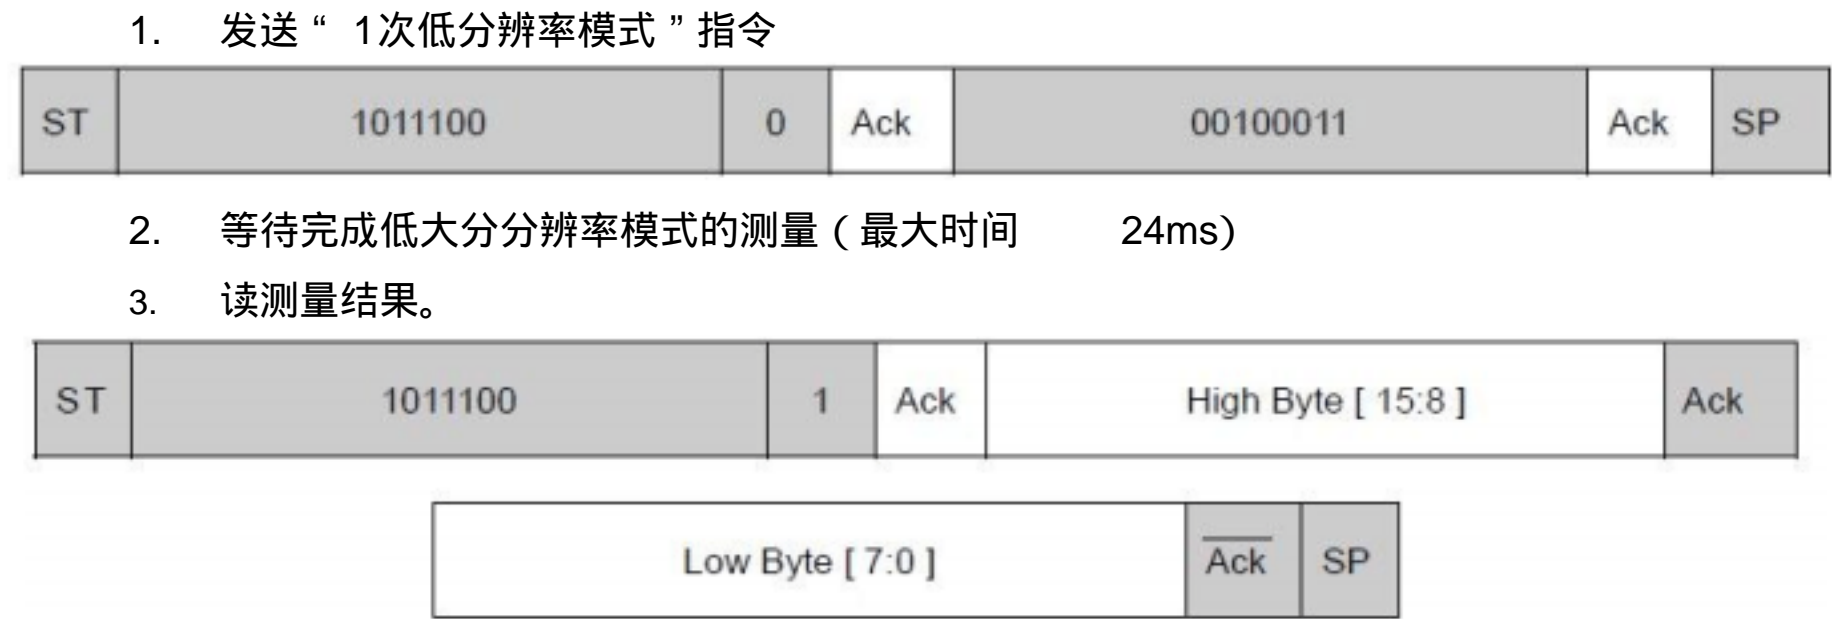 1. 发送“ 1次低分辨率模式”指令
ST 1011100 0 Ack 00100011 Ack SP
2. 等待完成低大分分辨率模式的测量（最大时间 24ms）
3. 读测量结果。
ST 1011100 1 Ack High Byte [ 15:8 ] Ack
Low Byte [ 7:0 ] Ack SP